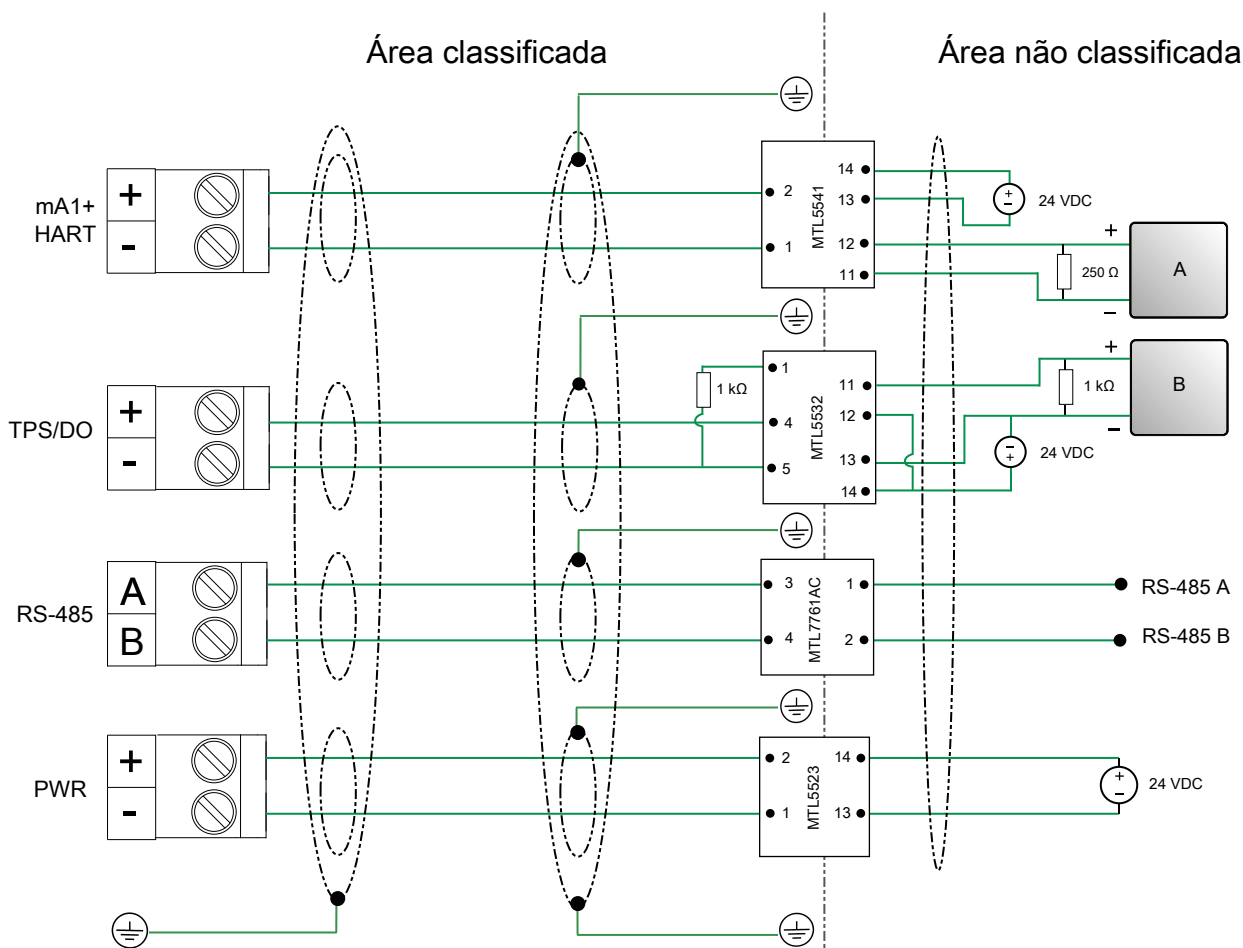 Área classificada
Área não classificada
mA1+
HART
+
-
2
1
MTL5541
14
13
12
11
+
-
24 VDC
250 Ω
+
–
A
TPS/DO
+
-
1 kΩ
1
4
5
MTL5532
11
12
13
14
-
+
24 VDC
1 kΩ
+
–
B
RS-485
A
B
3
4
MTL7761AC
1
2
RS-485 A
RS-485 B
PWR
+
-
2
1
MTL5523
14
13
+
-
24 VDC